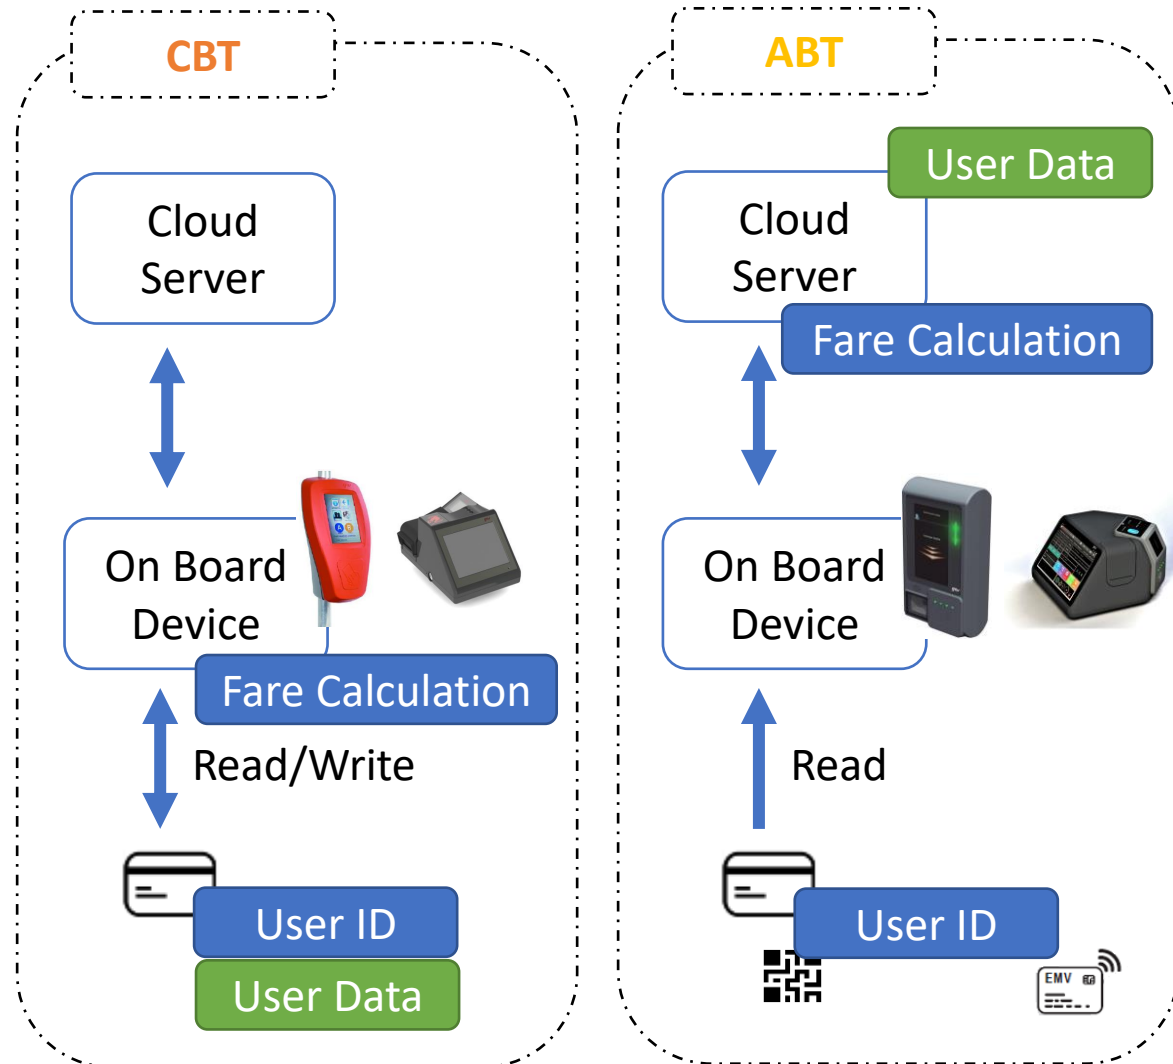 CBT
Cloud
Server
On Board
Device
Fare Calculation
Read/Write
User ID
User Data
ABT
User Data
Cloud
Server
Fare Calculation
On Board
Device
Read
User ID
EMV